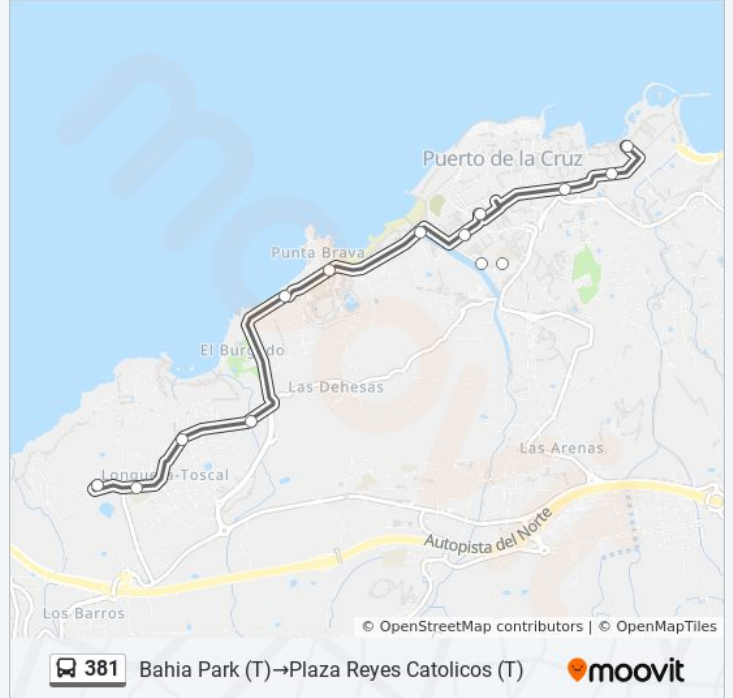 Puerto de la Cruz
Punta Brava
El Burgado
Las Dehesas
Las Arenas
Longuera-Toscal
Autopista del Norte
Los Barros
© OpenStreetMap contributors | © OpenMapTiles
381 Bahia Park (T)→Plaza Reyes Catolicos (T) moovit